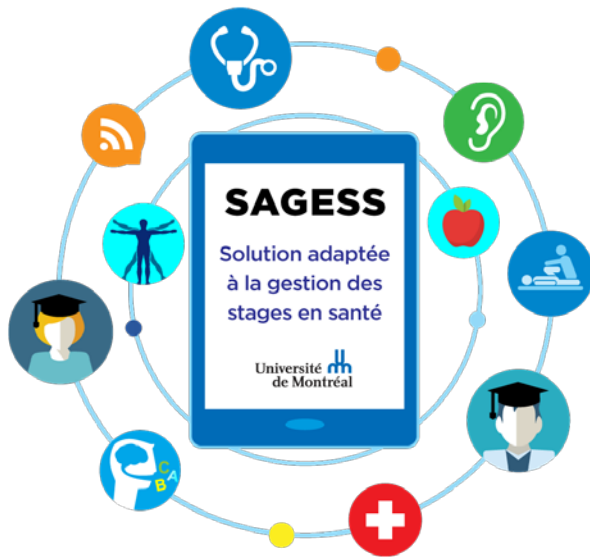 SAGESS
Solution adaptée
à la gestion des
stages en santé
Université
de Montréal
C
A
B